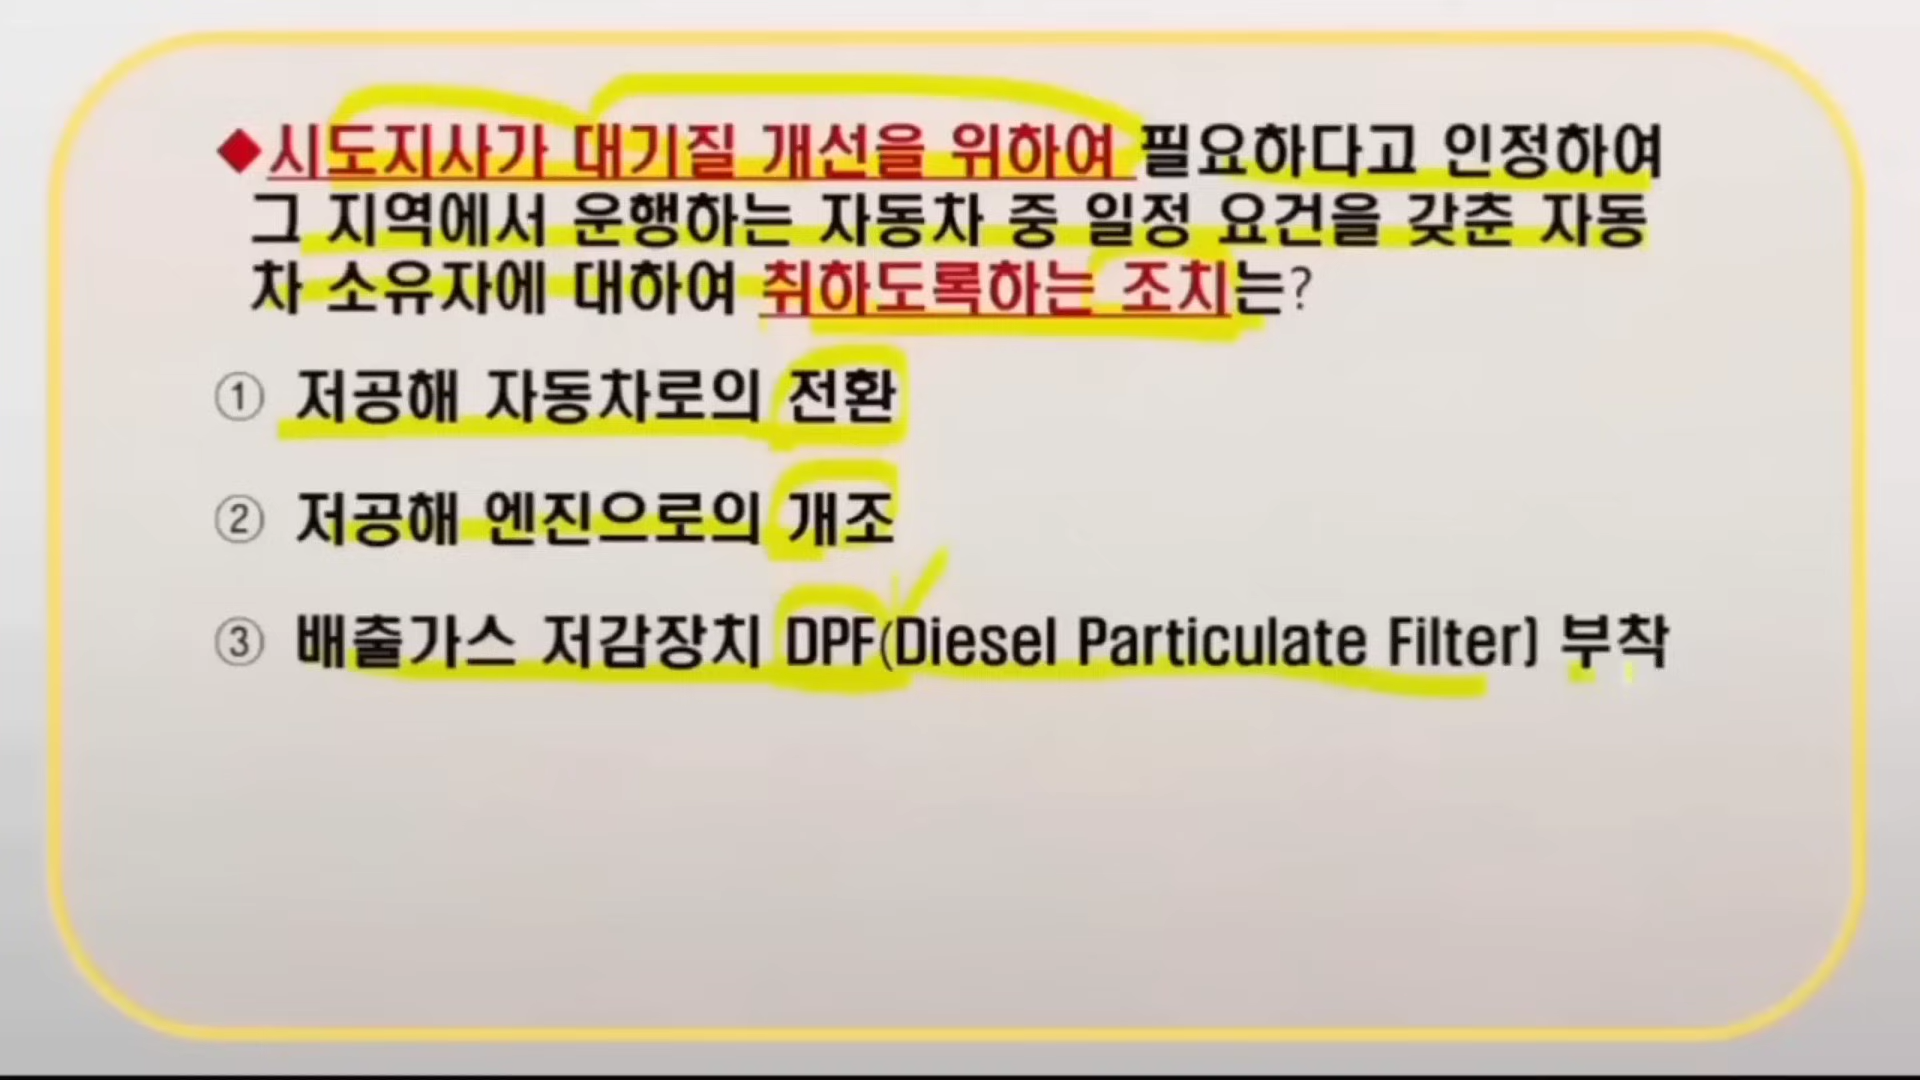 ◆시도지사가 대기질 개선을 위하여 필요하다고 인정하여
그 지역에서 운행하는 자동차 중 일정 요건을 갖춘 자동
차 소유자에 대하여 취하도록하는 조치는?
① 저공해 자동차로의 전환
② 저공해 엔진으로의 개조
③ 배출가스 저감장치 DPF(Diesel Particulate Filter) 부착